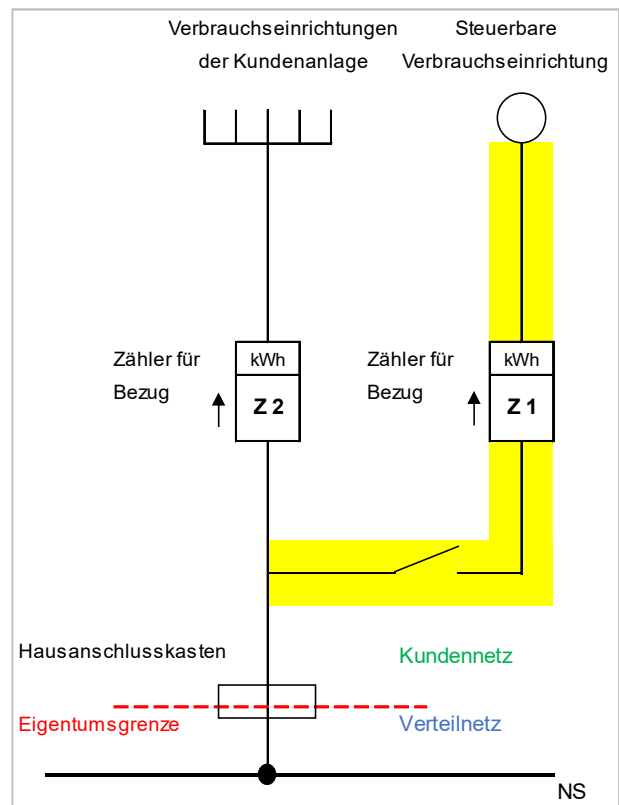 Verbrauchseinrichtungen
der Kundenanlage
Steuerbare
Verbrauchseinrichtung
Zähler für
Bezug
kWh
Z 2
Zähler für
Bezug
kWh
Z 1
Hausanschlusskasten
Kundennetz
Eigentumsgrenze
Verteilnetz
NS